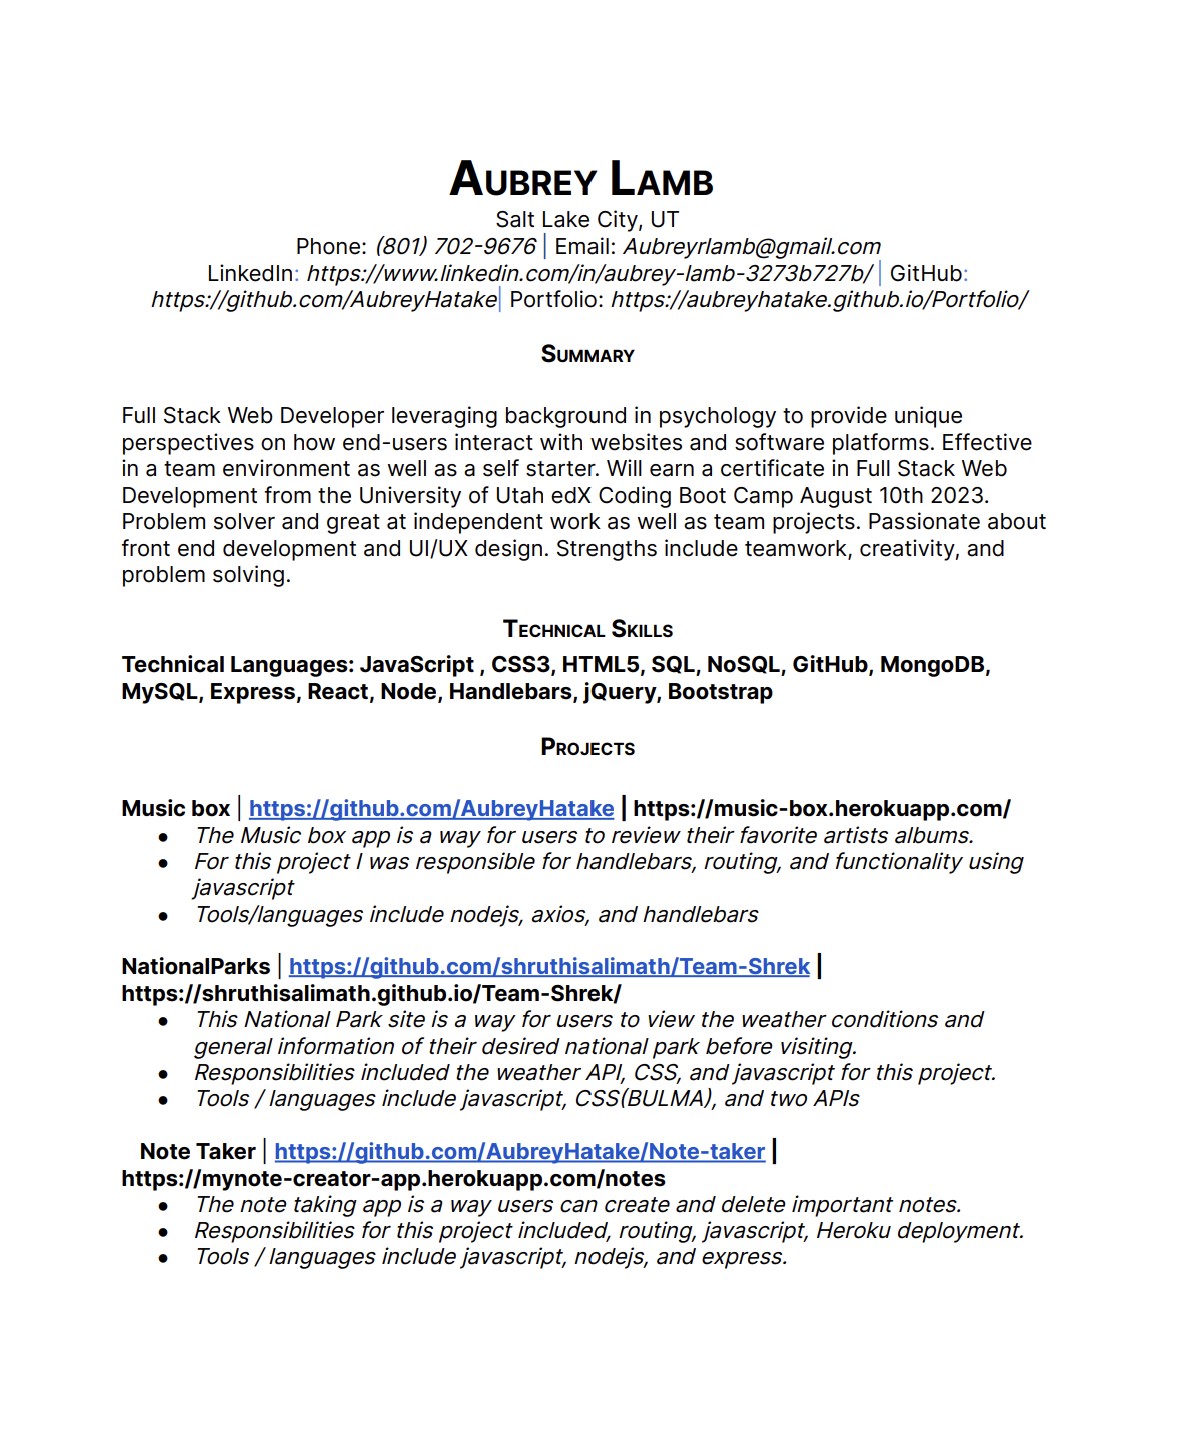 Aubrey Lamb
Salt Lake City, UT
Phone: (801) 702-9676 | Email: Aubreyrlamb@gmail.com
LinkedIn: https://www.linkedin.com/in/aubrey-lamb-3273b727b/ | GitHub:
https://github.com/AubreyHatake| Portfolio: https://aubreyhatake.github.io/Portfolio/
Summary
Full Stack Web Developer leveraging background in psychology to provide unique
perspectives on how end-users interact with websites and software platforms. Effective
in a team environment as well as a self starter. Will earn a certificate in Full Stack Web
Development from the University of Utah edX Coding Boot Camp August 10th 2023.
Problem solver and great at independent work as well as team projects. Passionate about
front end development and UI/UX design. Strengths include teamwork, creativity, and
problem solving.
Technical Skills
Technical Languages: JavaScript , CSS3, HTML5, SQL, NoSQL, GitHub, MongoDB,
MySQL, Express, React, Node, Handlebars, jQuery, Bootstrap
Projects
Music box | https://github.com/AubreyHatake | https://music-box.herokuapp.com/
● The Music box app is a way for users to review their favorite artists albums.
● For this project I was responsible for handlebars, routing, and functionality using
javascript
● Tools/languages include nodejs, axios, and handlebars
NationalParks | https://github.com/shruthisalimath/Team-Shrek |
https://shruthisalimath.github.io/Team-Shrek/
● This National Park site is a way for users to view the weather conditions and
general information of their desired national park before visiting.
● Responsibilities included the weather API, CSS, and javascript for this project.
● Tools / languages include javascript, CSS(BULMA), and two APIs
Note Taker | https://github.com/AubreyHatake/Note-taker |
https://mynote-creator-app.herokuapp.com/notes
● The note taking app is a way users can create and delete important notes.
● Responsibilities for this project included, routing, javascript, Heroku deployment.
● Tools / languages include javascript, nodejs, and express.